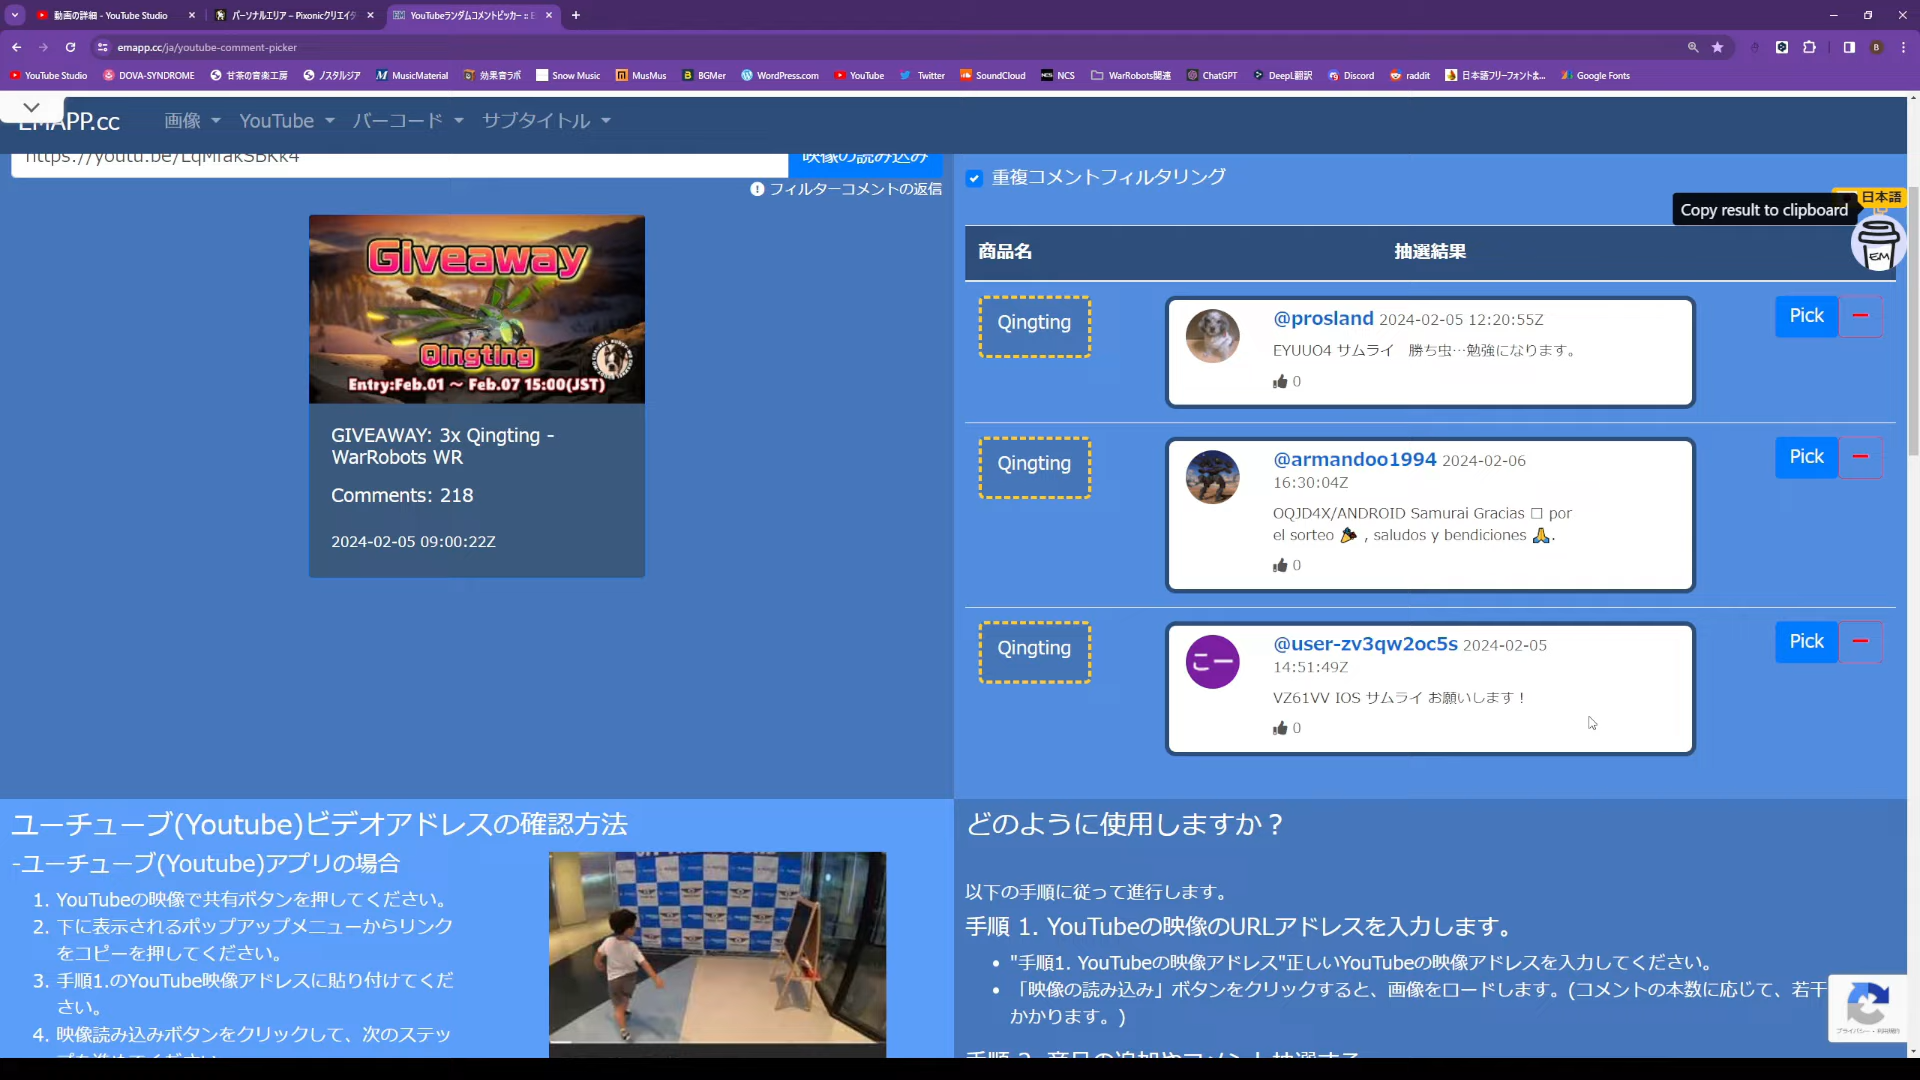 動画の詳細 - YouTube Studio
パーソナルエリア – Pixonicクリエイタ
YouTubeランダムコメントピッカー :: E
emapp.cc/ja/youtube-comment-picker
YouTube Studio
DOVA-SYNDROME
甘茶の音楽工房
ノスタルジア
MusicMaterial
効果音ラボ
Snow Music
MusMus
BGMer
WordPress.com
YouTube
Twitter
SoundCloud
NCS
WarRobots関連
ChatGPT
DeepL翻訳
Discord
raddit
日本語フリーフォントま...
Google Fonts
EMAPP.cc
画像
YouTube
バーコード
サブタイトル
映像の読み込み
フィルターコメントの返信
重複コメントフィルタリング
日本語
Copy result to clipboard
EM
商品名
抽選結果
Giveaway
Qingting
Entry:Feb.01 ~ Feb.07 15:00(JST)
GIVEAWAY: 3x Qingting -
WarRobots WR
Comments: 218
2024-02-05 09:00:22Z
Qingting
@prosland 2024-02-05 12:20:55Z
EYUUO4 サムライ 勝ち虫…勉強になります。
0
Pick
Qingting
@armandoo1994 2024-02-06
16:30:04Z
OQJD4X/ANDROID Samurai Gracias □ por
el sorteo 🎉 , saludos y bendiciones 🙏.
0
Pick
Qingting
こー
@user-zv3qw2oc5s 2024-02-05
14:51:49Z
VZ61VV IOS サムライ お願いします！
0
Pick
ユーチューブ(Youtube)ビデオアドレスの確認方法
-ユーチューブ(Youtube)アプリの場合
1. YouTubeの映像で共有ボタンを押してください。
2. 下に表示されるポップアップメニューからリンク
をコピーを押してください。
3. 手順1.のYouTube映像アドレスに貼り付けてくだ
さい。
4. 映像読み込みボタンをクリックして、次のステッ
どのように使用しますか？
以下の手順に従って進行します。
手順 1. YouTubeの映像のURLアドレスを入力します。
"手順1. YouTubeの映像アドレス"正しいYouTubeの映像アドレスを入力してください。
「映像の読み込み」ボタンをクリックすると、画像をロードします。(コメントの本数に応じて、若干
かかります。)
プライバシー - 利用規約